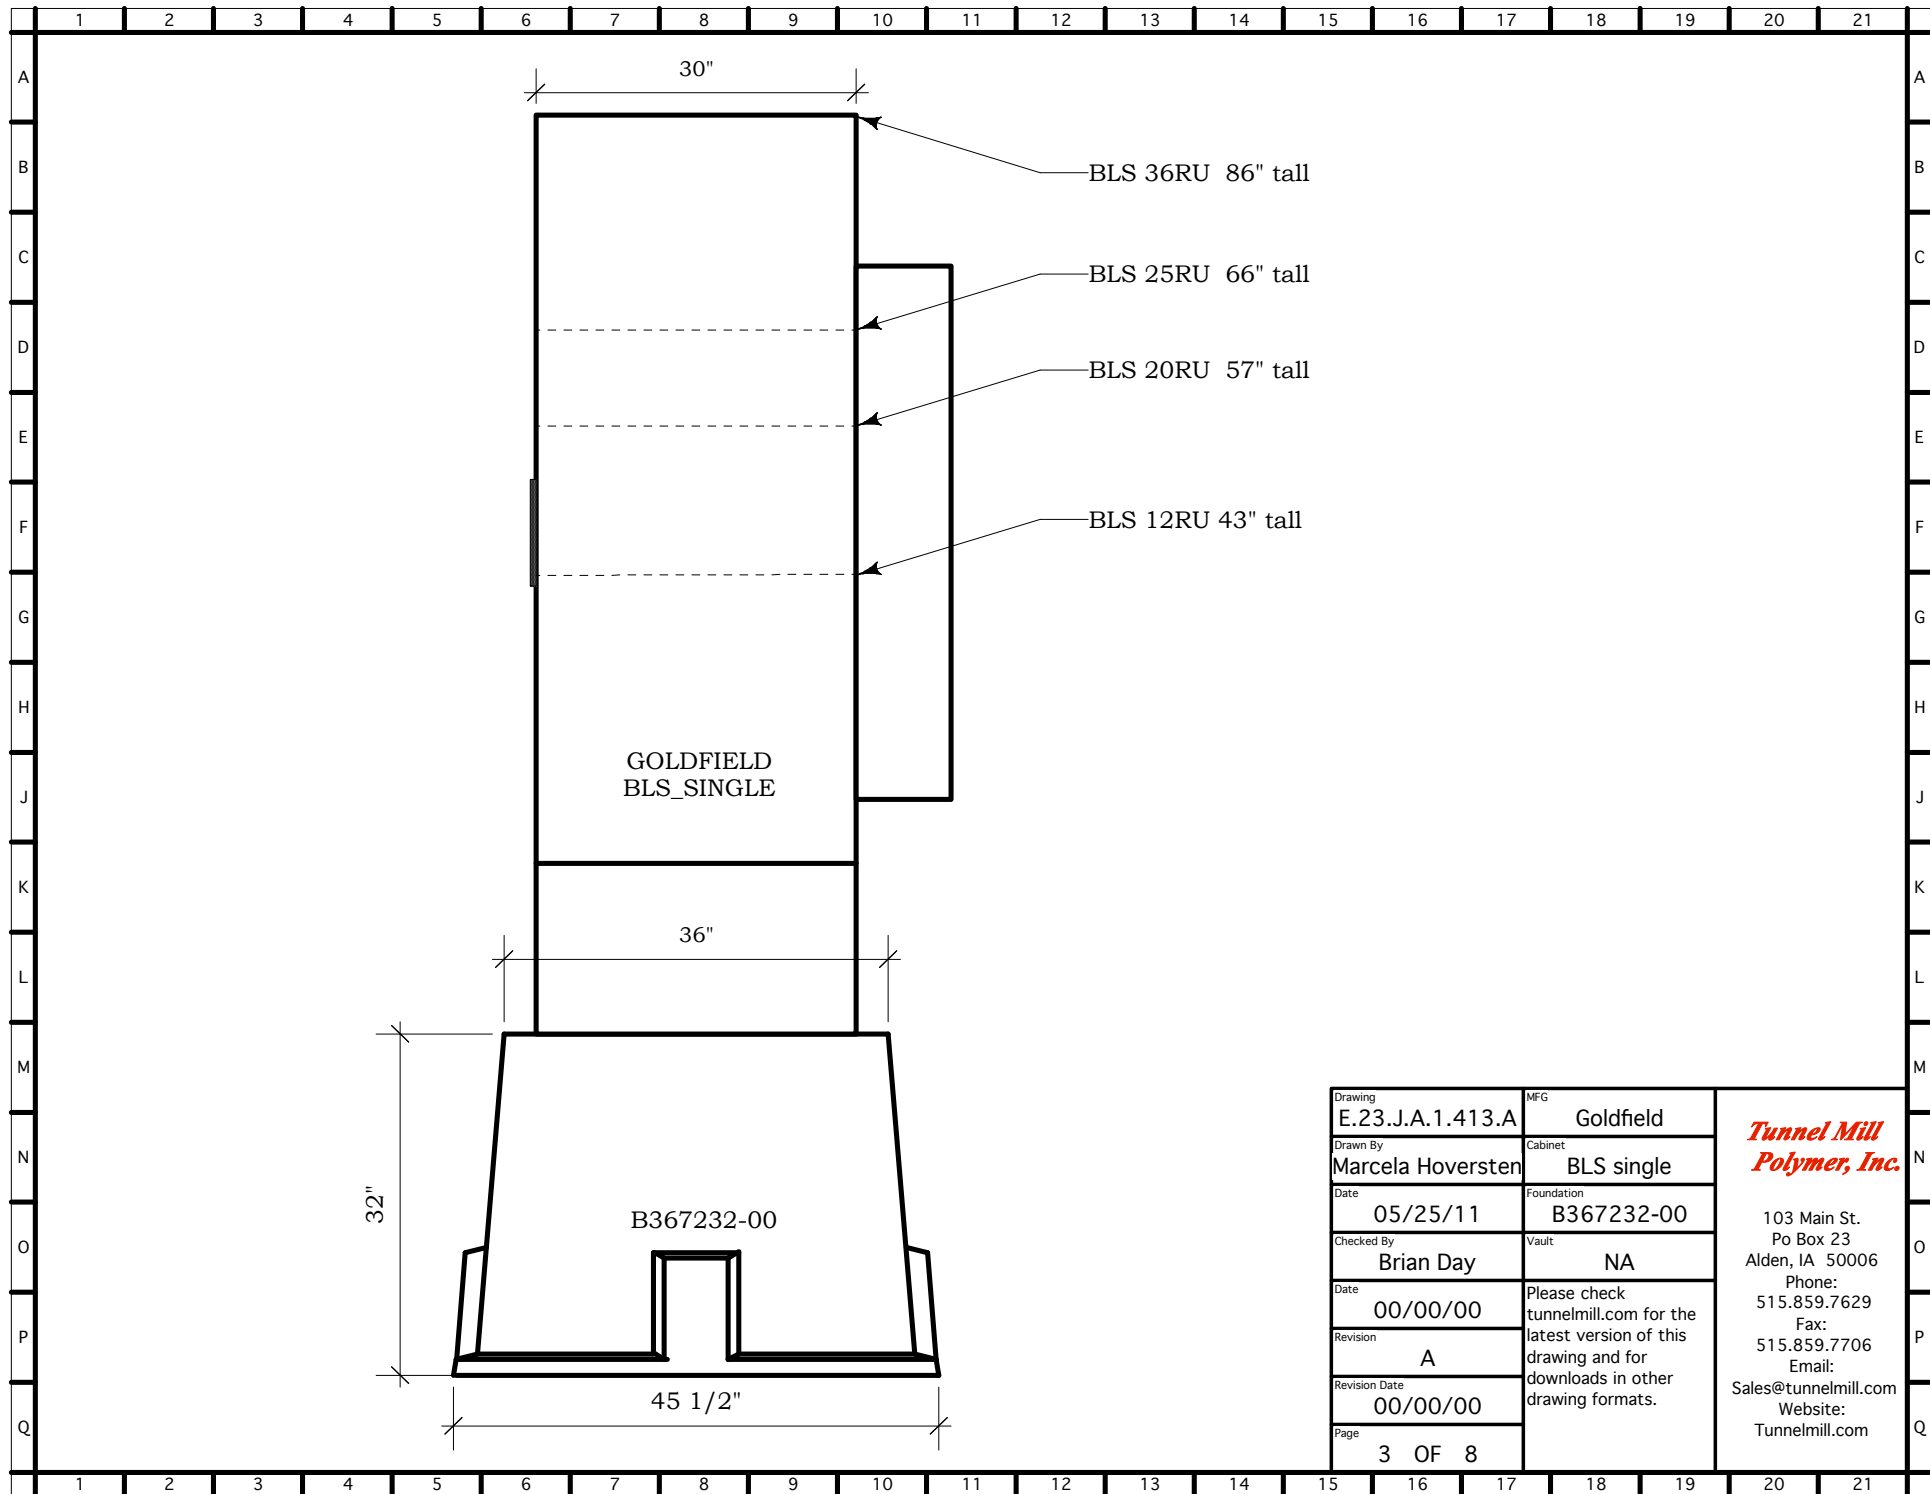 1 2 3 4 5 6 7 8 9 10 11 12 13 14 15 16 17 18 19 20 21
A A
B B
C C
D D
E E
F F
G G
H H
J J
K K
L L
M M
N N
O O
P P
Q Q
30"
BLS 36RU 86" tall
BLS 25RU 66" tall
BLS 20RU 57" tall
BLS 12RU 43" tall
GOLDFIELD
BLS_SINGLE
36"
32"
B367232-00
45 1/2"
Drawing
E.23.J.A.1.413.A
MFG
Goldfield
Drawn By
Marcela Hoversten
Cabinet
BLS single
Date
05/25/11
Foundation
B367232-00
Checked By
Brian Day
Vault
NA
Date
00/00/00
Revision
A
Revision Date
00/00/00
Page
3 OF 8
Please check
tunnelmill.com for the
latest version of this
drawing and for
downloads in other
drawing formats.
Tunnel Mill
Polymer, Inc.
103 Main St.
Po Box 23
Alden, IA 50006
Phone:
515.859.7629
Fax:
515.859.7706
Email:
Sales@tunnelmill.com
Website:
Tunnelmill.com
1 2 3 4 5 6 7 8 9 10 11 12 13 14 15 16 17 18 19 20 21